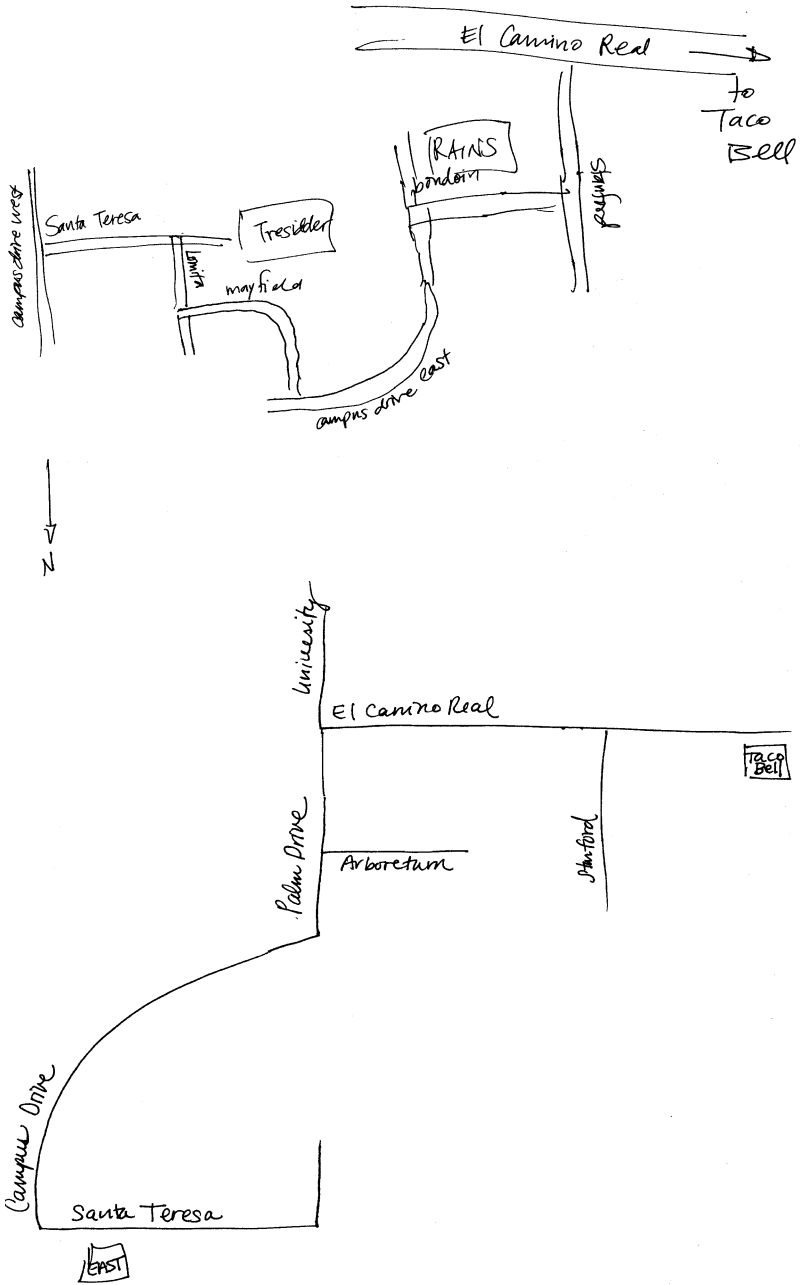 El Camino Real
to
Taco
Bell
RAINS
bondoin
Stanford
campus drive west
Santa Teresa
Tresidder
Lomita
mayfield
campus drive east
N
University
El Camino Real
Taco
Bell
Palm Drive
Arboretum
Stanford
Campus Drive
Santa Teresa
EAST